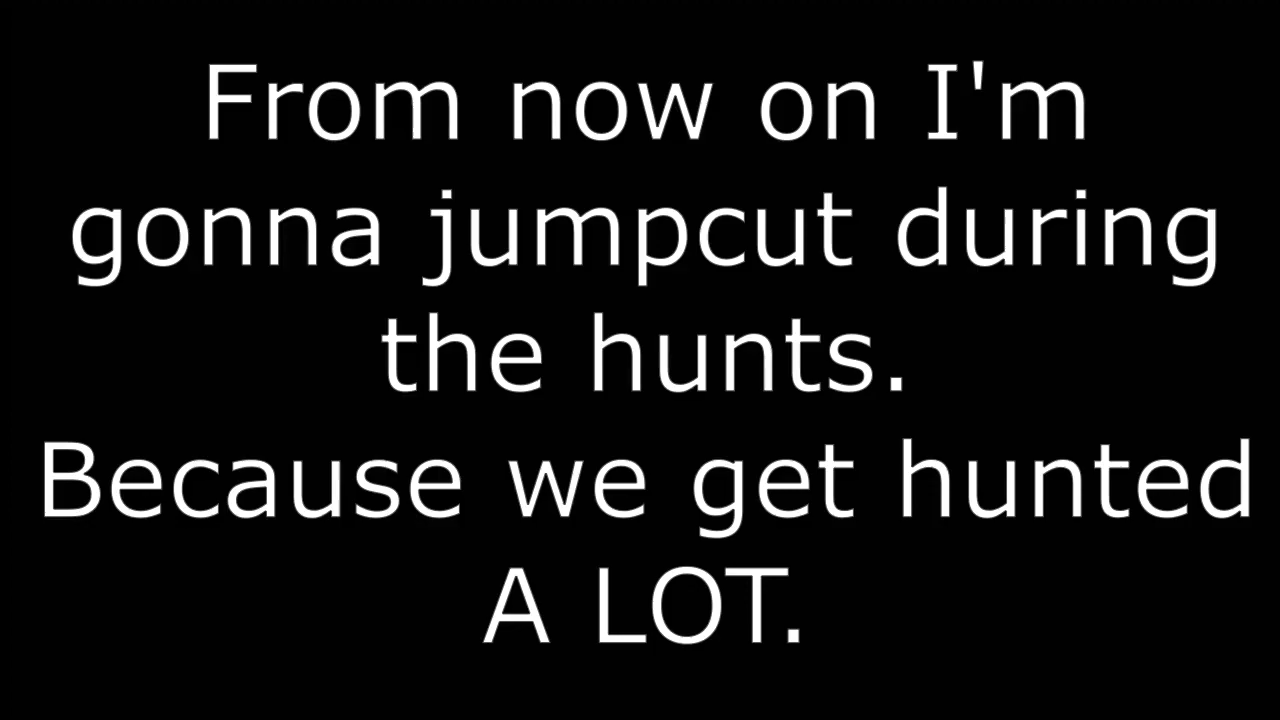 From now on I'm
gonna jumpcut during
the hunts.
Because we get hunted
A LOT.